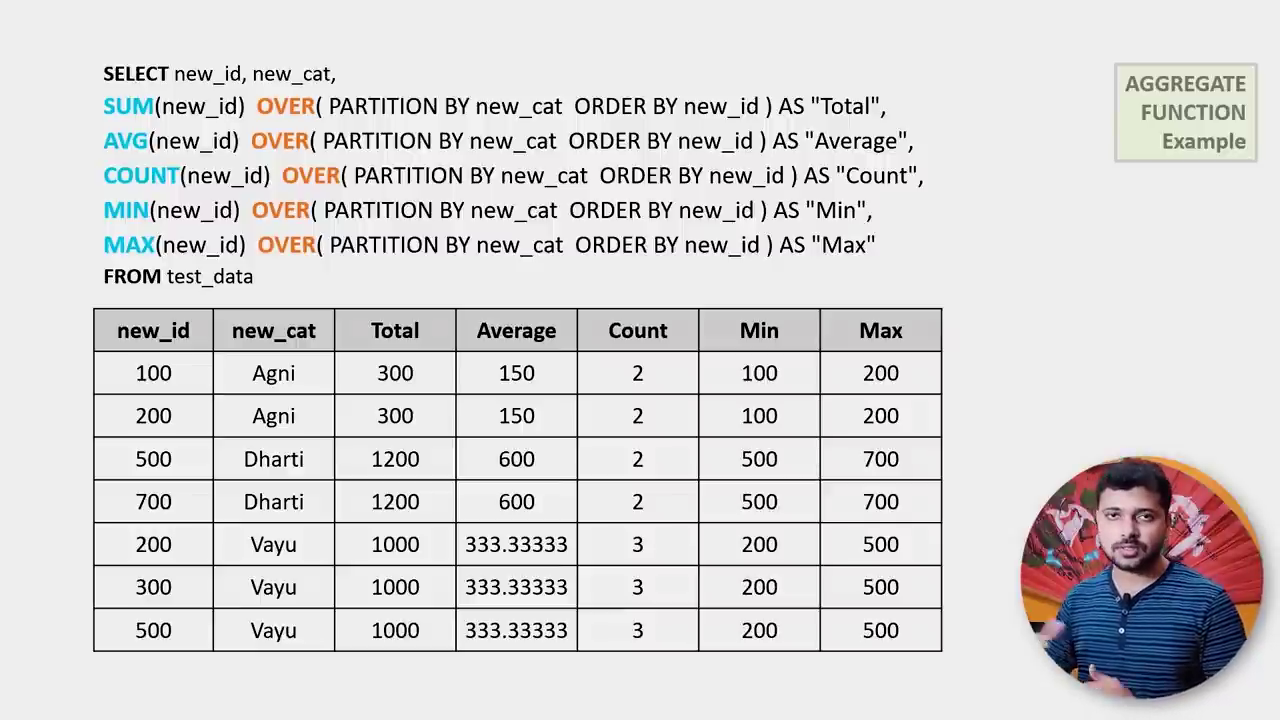 SELECT new_id, new_cat,
SUM(new_id) OVER( PARTITION BY new_cat ORDER BY new_id ) AS "Total",
AVG(new_id) OVER( PARTITION BY new_cat ORDER BY new_id ) AS "Average",
COUNT(new_id) OVER( PARTITION BY new_cat ORDER BY new_id ) AS "Count",
MIN(new_id) OVER( PARTITION BY new_cat ORDER BY new_id ) AS "Min",
MAX(new_id) OVER( PARTITION BY new_cat ORDER BY new_id ) AS "Max"
FROM test_data
AGGREGATE
FUNCTION
Example
new_id new_cat Total Average Count Min Max
100 Agni 300 150 2 100 200
200 Agni 300 150 2 100 200
500 Dharti 1200 600 2 500 700
700 Dharti 1200 600 2 500 700
200 Vayu 1000 333.33333 3 200 500
300 Vayu 1000 333.33333 3 200 500
500 Vayu 1000 333.33333 3 200 500